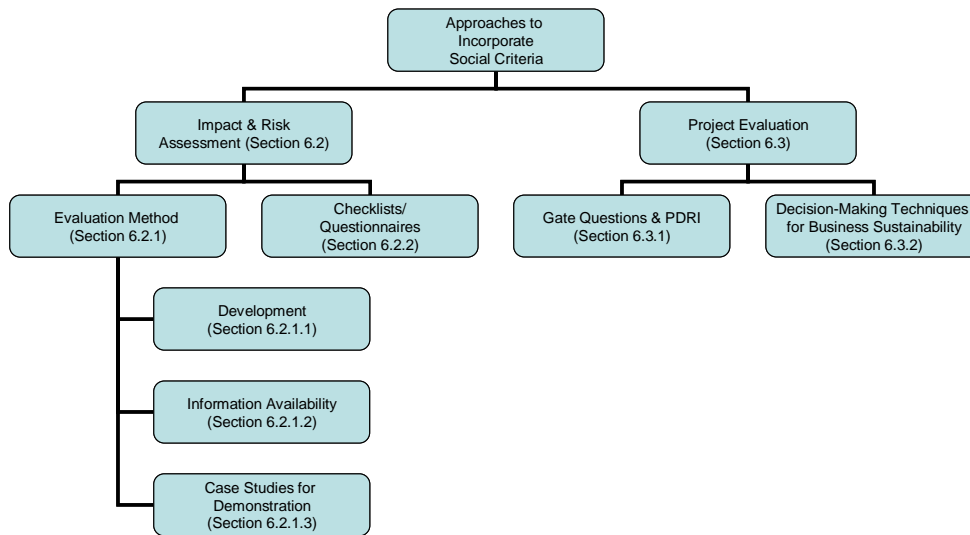 Approaches to
Incorporate
Social Criteria
Impact & Risk
Assessment (Section 6.2)
Project Evaluation
(Section 6.3)
Evaluation Method
(Section 6.2.1)
Checklists/
Questionnaires
(Section 6.2.2)
Gate Questions & PDRI
(Section 6.3.1)
Decision-Making Techniques
for Business Sustainability
(Section 6.3.2)
Development
(Section 6.2.1.1)
Information Availability
(Section 6.2.1.2)
Case Studies for
Demonstration
(Section 6.2.1.3)